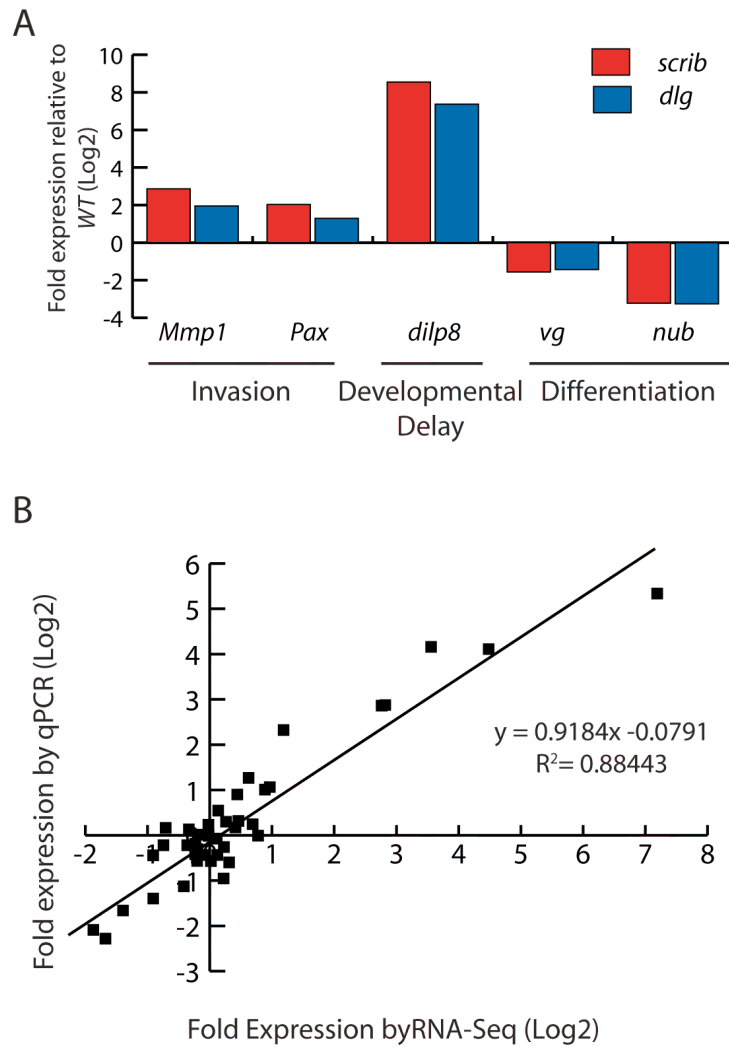 A
Fold expression relative to
WT (Log2)
10
8
6
4
2
0
-2
-4
scrib
dlg
Mmp1 Pax dilp8 vg nub
Invasion Developmental Differentiation
Delay
B
Fold expression by qPCR (Log2)
6
5
4
3
2
1
-1
-2
-3
-2 -1 0 1 2 3 4 5 6 7 8
y = 0.9184x -0.0791
R²= 0.88443
Fold Expression byRNA-Seq (Log2)